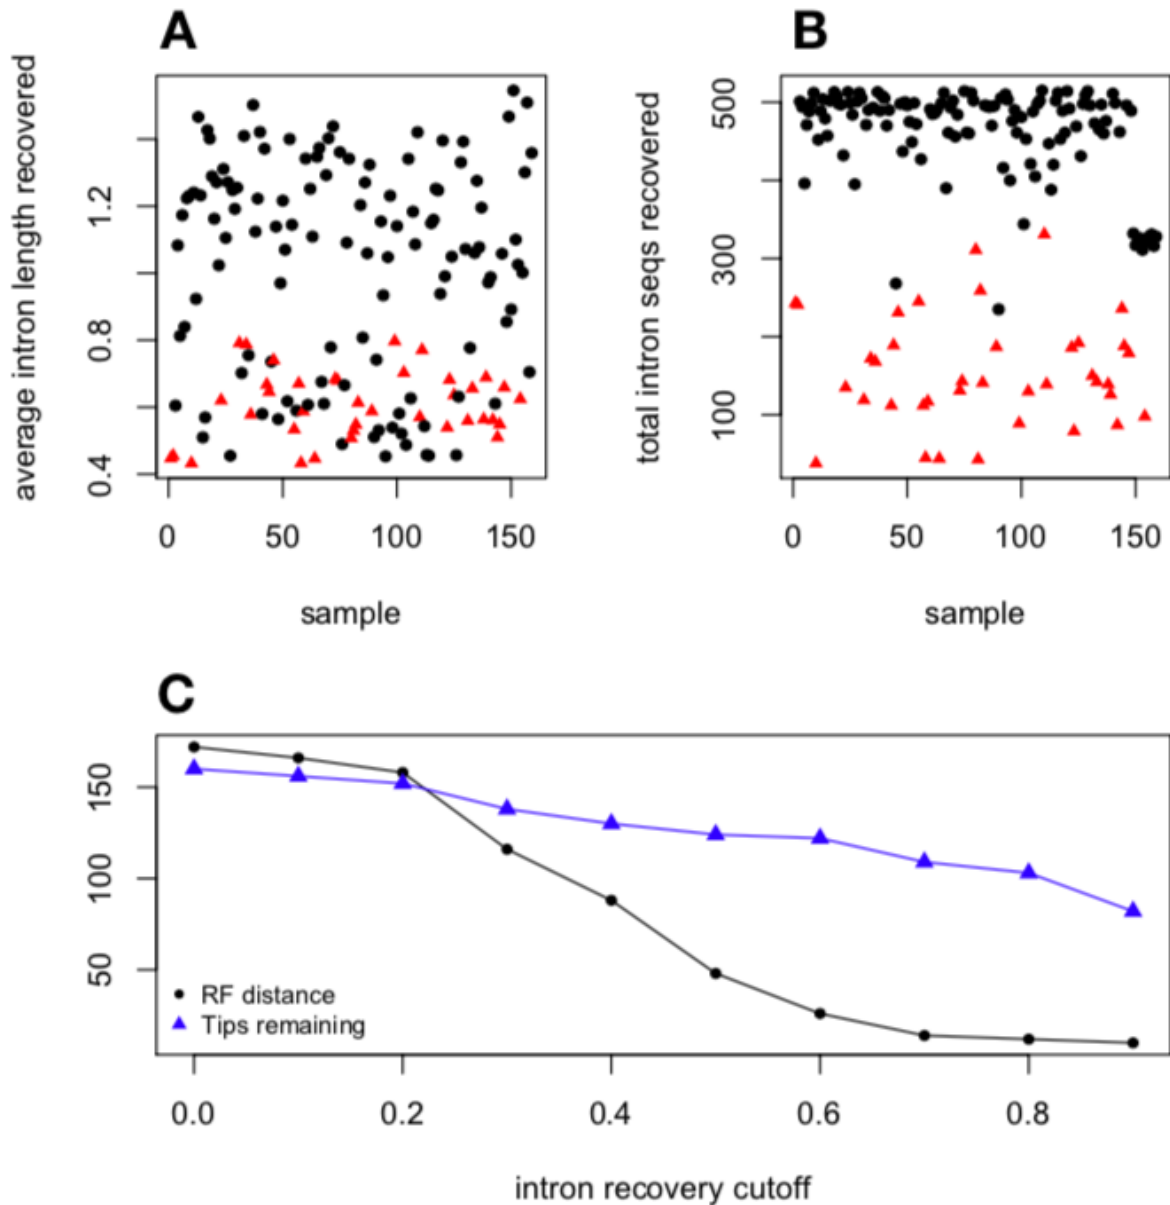 A
B
average intron length recovered
0.4
0.8
1.2
0
50
100
150
sample
total intron seqs recovered
100
300
500
0
50
100
150
sample
C
50
100
150
RF distance
Tips remaining
0.0
0.2
0.4
0.6
0.8
intron recovery cutoff